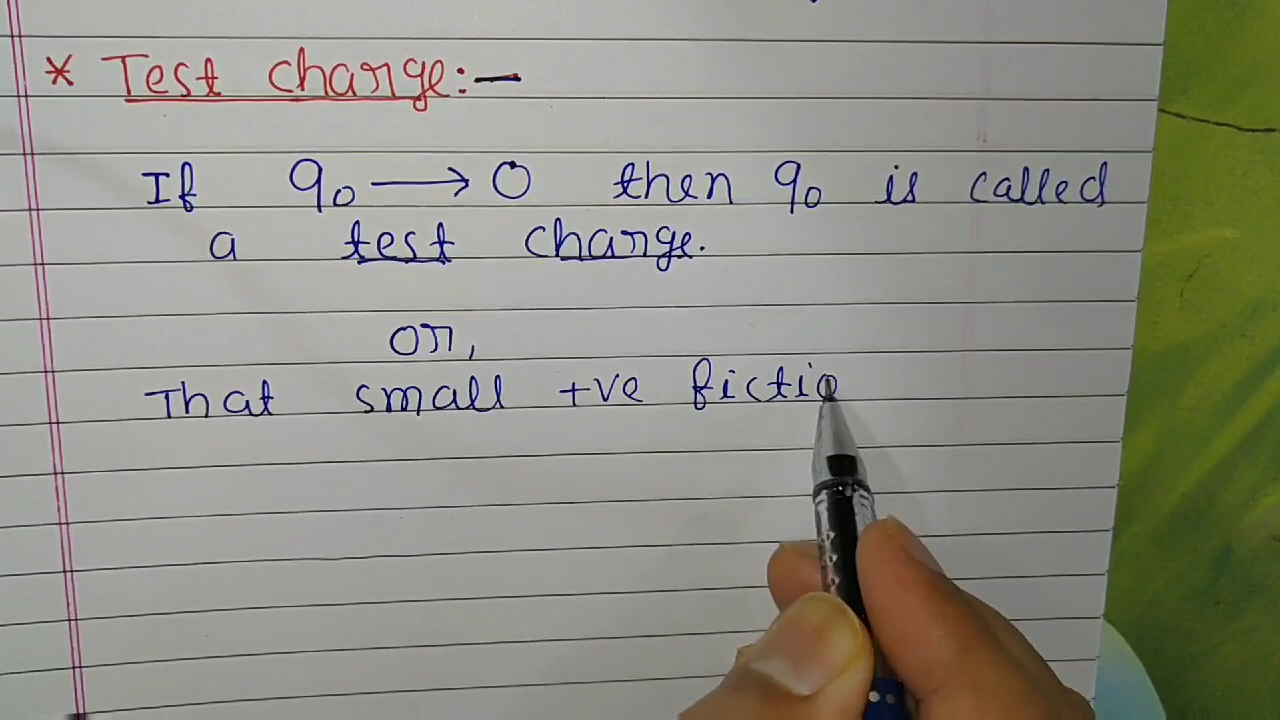 * Test charge:-
If q₀ → 0 then q₀ is called
a test charge.
or,
That small +ve fictio